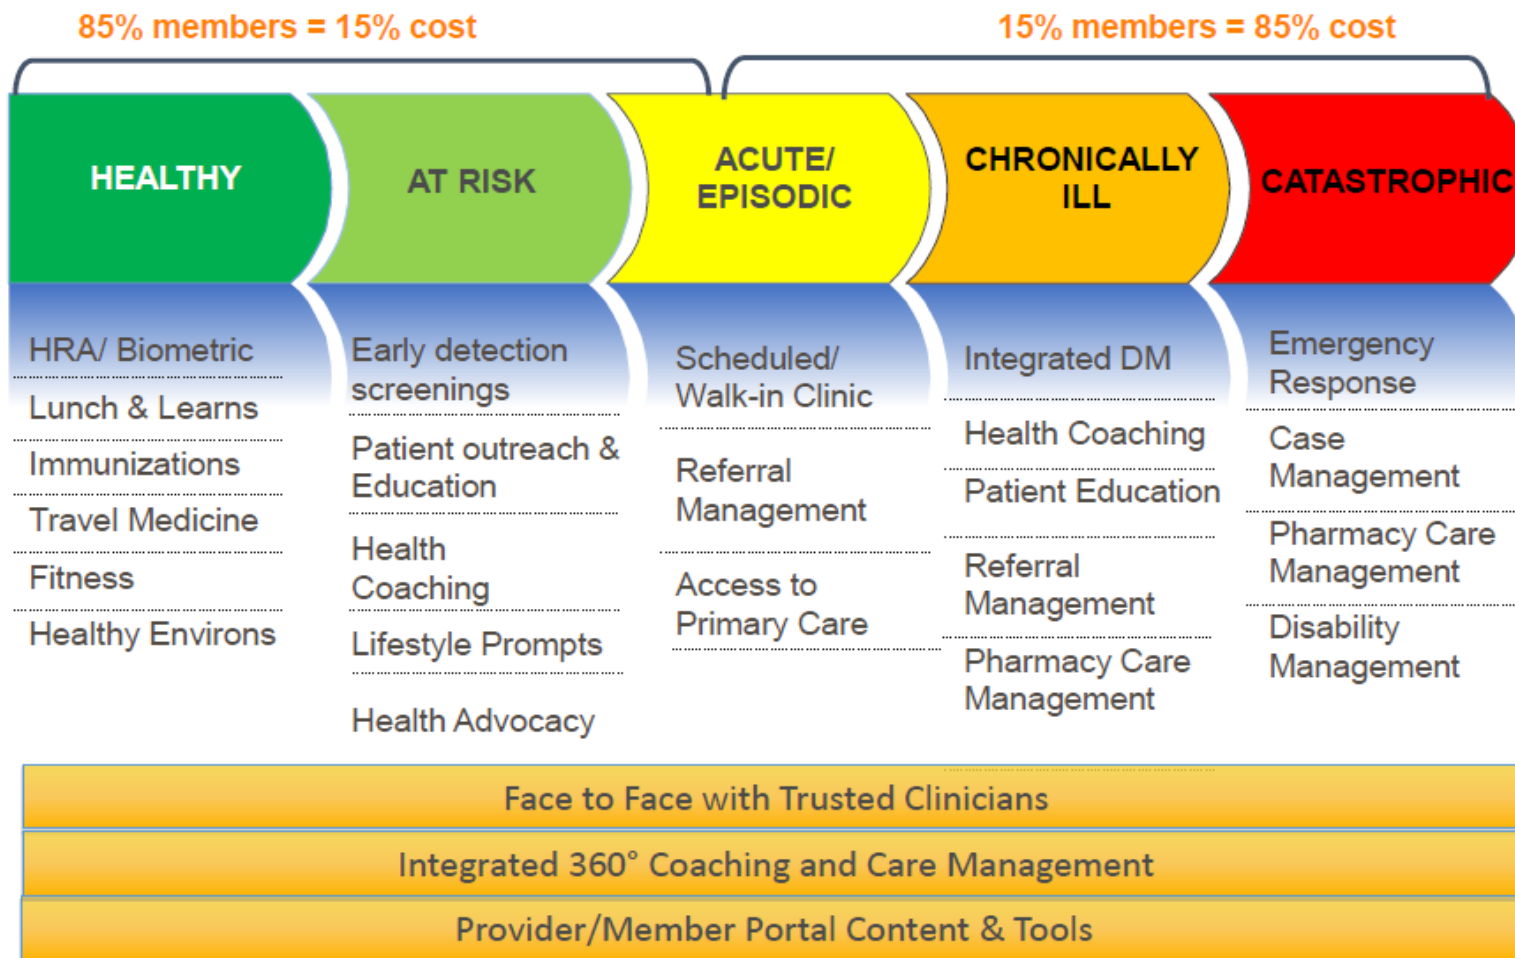 85% members = 15% cost
15% members = 85% cost
HEALTHY
AT RISK
ACUTE/
EPISODIC
CHRONICALLY
ILL
CATASTROPHIC
HRA/ Biometric
Lunch & Learns
Immunizations
Travel Medicine
Fitness
Healthy Environs
Early detection
screenings
Patient outreach &
Education
Health
Coaching
Lifestyle Prompts
Health Advocacy
Scheduled/
Walk-in Clinic
Referral
Management
Access to
Primary Care
Integrated DM
Health Coaching
Patient Education
Referral
Management
Pharmacy Care
Management
Emergency
Response
Case
Management
Pharmacy Care
Management
Disability
Management
Face to Face with Trusted Clinicians
Integrated 360° Coaching and Care Management
Provider/Member Portal Content & Tools